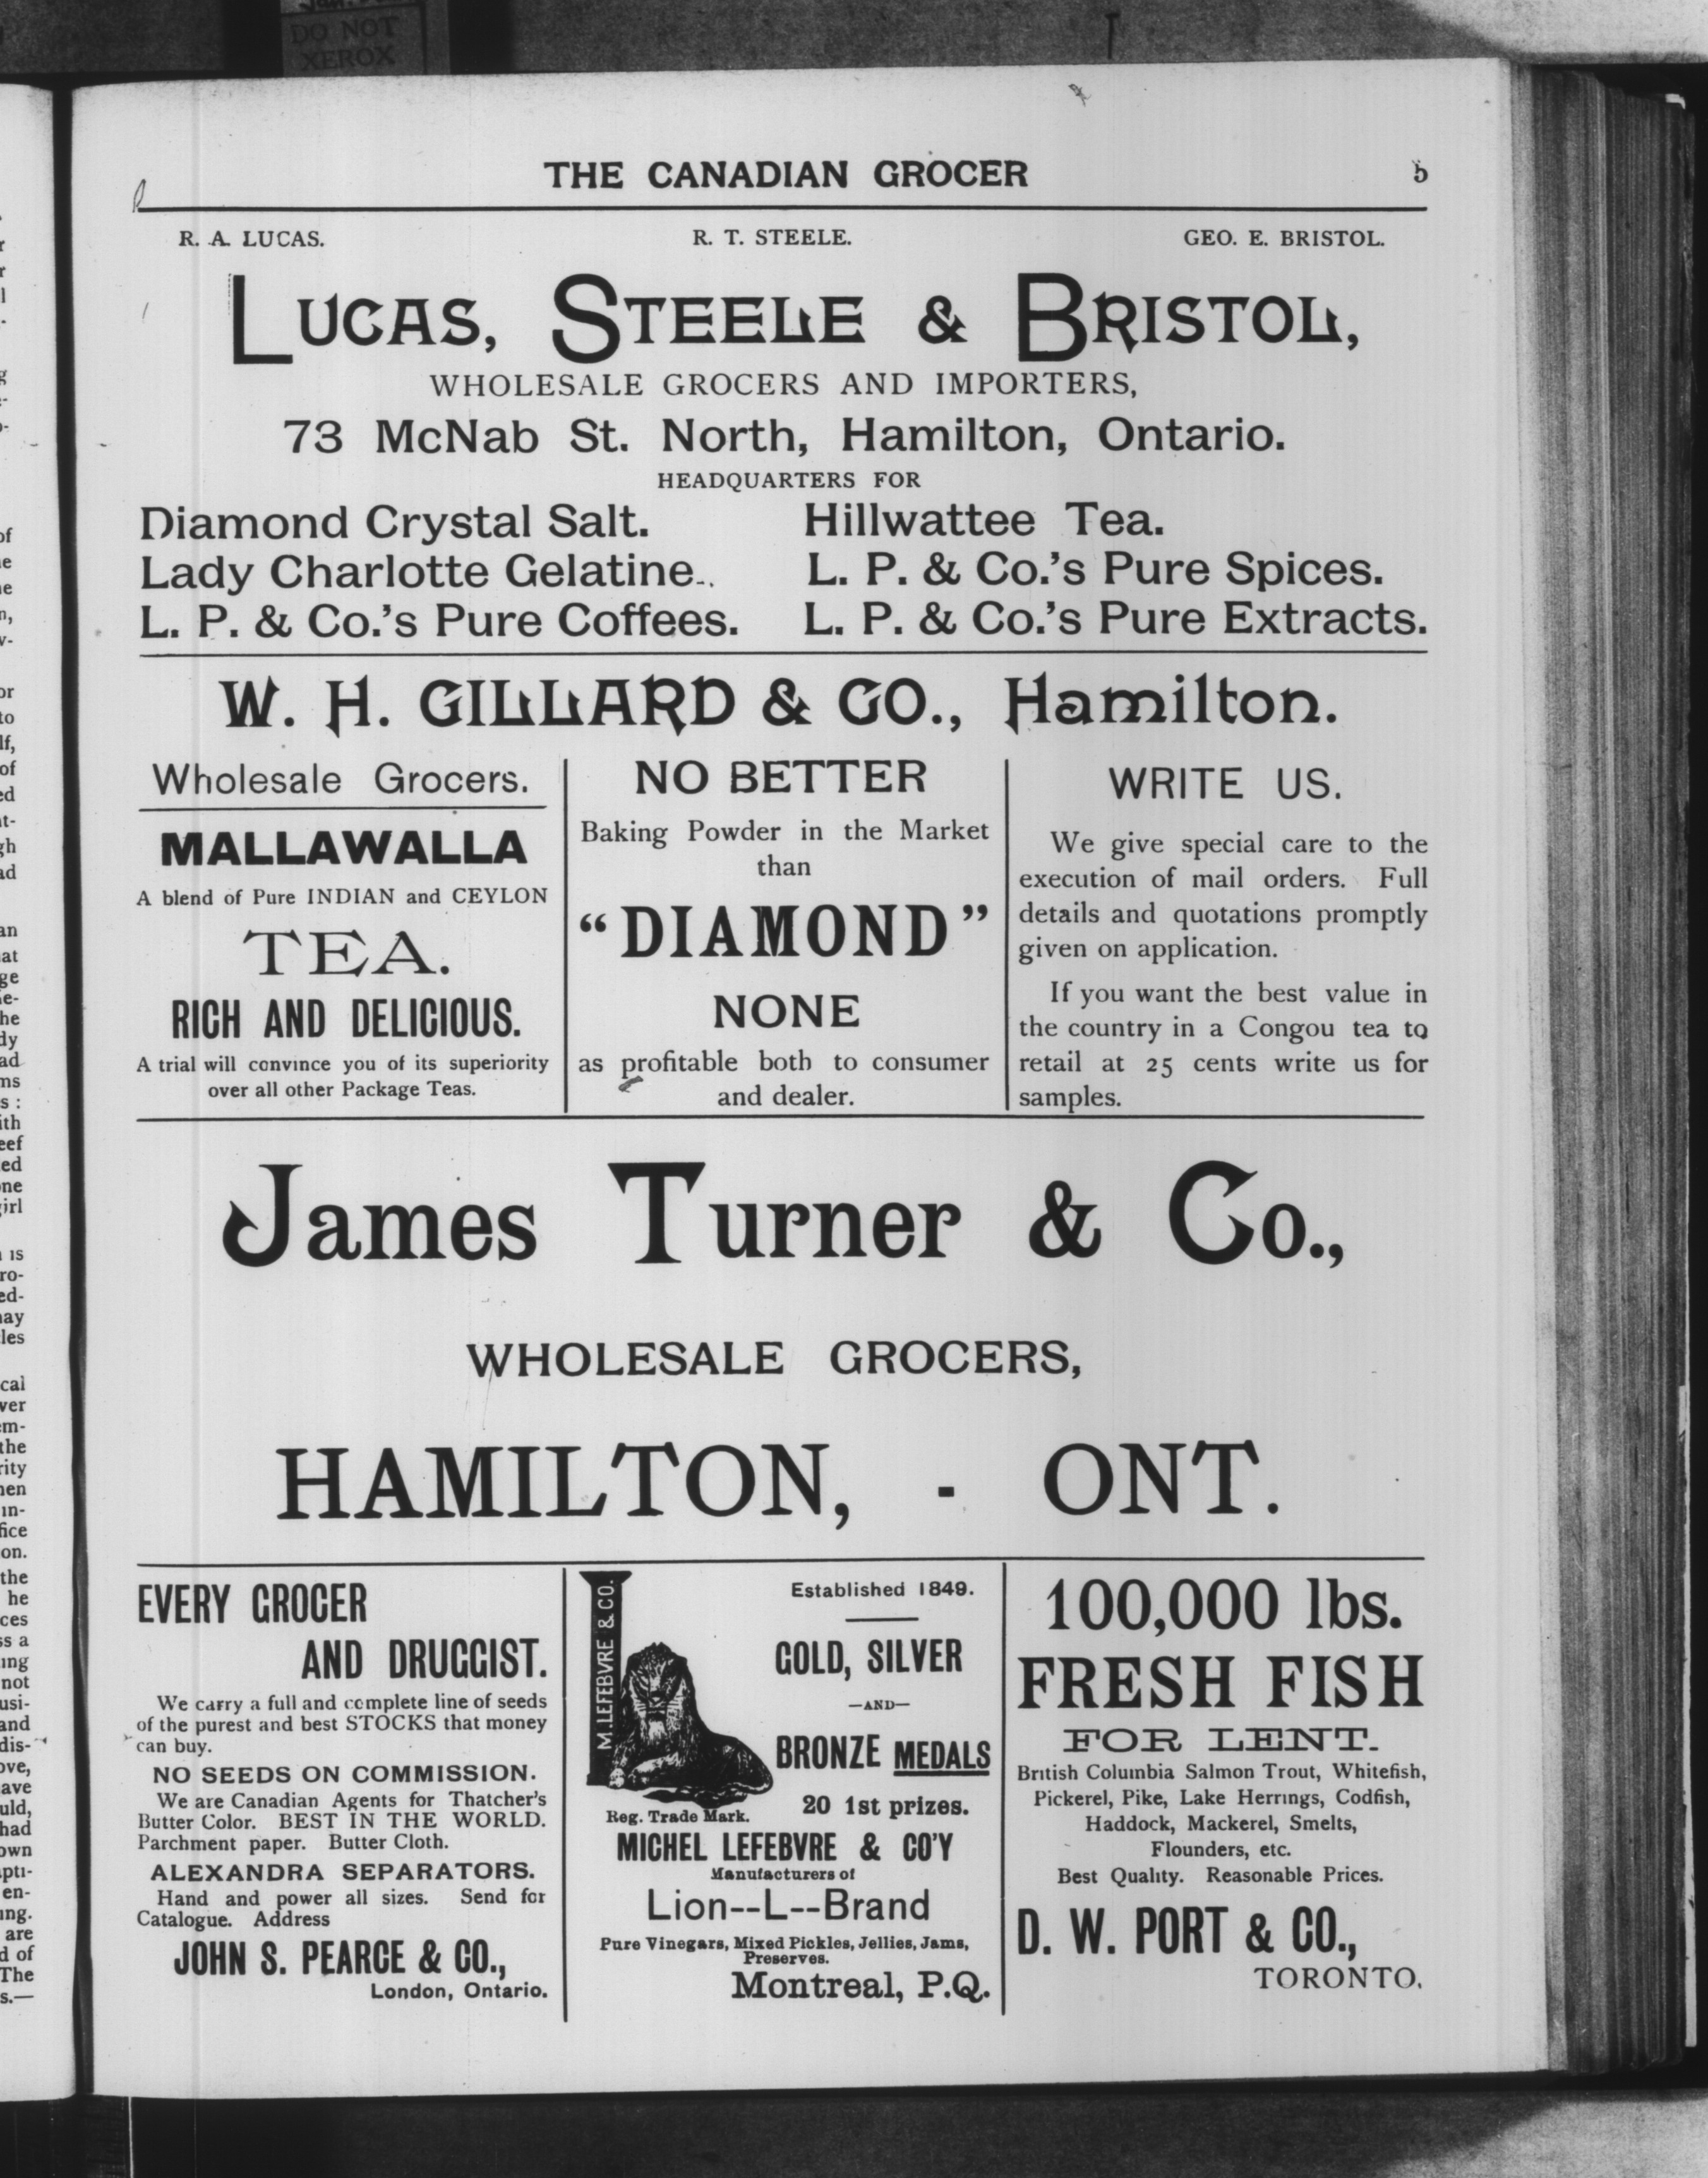 DO NOT
XEROX
THE CANADIAN GROCER
R. A. LUCAS. R. T. STEELE. GEO. E. BRISTOL.
LUCAS, STEELE & BRISTOL,
WHOLESALE GROCERS AND IMPORTERS,
73 McNab St. North, Hamilton, Ontario.
HEADQUARTERS FOR
Diamond Crystal Salt.
Lady Charlotte Gelatine.
L. P. & Co.'s Pure Coffees.
Hillwattee Tea.
L. P. & Co.'s Pure Spices.
L. P. & Co.'s Pure Extracts.
W. H. GILLARD & CO., Hamilton.
Wholesale Grocers.
MALLAWALLA
A blend of Pure INDIAN and CEYLON
TEA.
RICH AND DELICIOUS.
A trial will convince you of its superiority
over all other Package Teas.
NO BETTER
Baking Powder in the Market
than
"DIAMOND"
NONE
as profitable both to consumer
and dealer.
WRITE US.
We give special care to the
execution of mail orders. Full
details and quotations promptly
given on application.
If you want the best value in
the country in a Congou tea to
retail at 25 cents write us for
samples.
James Turner & Co.,
WHOLESALE GROCERS,
HAMILTON, - ONT.
EVERY GROCER
AND DRUGGIST.
We carry a full and complete line of seeds
of the purest and best STOCKS that money
can buy.
NO SEEDS ON COMMISSION.
We are Canadian Agents for Thatcher's
Butter Color. BEST IN THE WORLD.
Parchment paper. Butter Cloth.
ALEXANDRA SEPARATORS.
Hand and power all sizes. Send for
Catalogue. Address
JOHN S. PEARCE & CO.,
London, Ontario.
M. LEFEBVRE & CO.
Established 1849.
GOLD, SILVER
—AND—
BRONZE MEDALS
20 1st prizes.
Reg. Trade Mark.
MICHEL LEFEBVRE & CO'Y
Manufacturers of
Lion--L--Brand
Pure Vinegars, Mixed Pickles, Jellies, Jams,
Preserves.
Montreal, P.Q.
100,000 lbs.
FRESH FISH
FOR LENT.
British Columbia Salmon Trout, Whitefish,
Pickerel, Pike, Lake Herrings, Codfish,
Haddock, Mackerel, Smelts,
Flounders, etc.
Best Quality. Reasonable Prices.
D. W. PORT & CO.,
TORONTO.